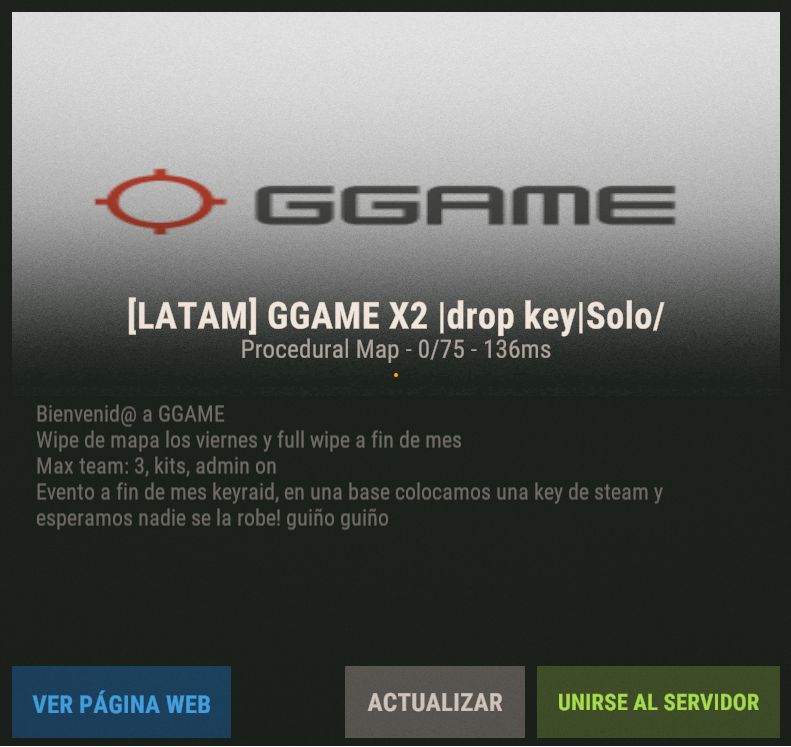 GGAME
[LATAM] GGAME X2 |drop key|Solo/
Procedural Map - 0/75 - 136ms
Bienvenid@ a GGAME
Wipe de mapa los viernes y full wipe a fin de mes
Max team: 3, kits, admin on
Evento a fin de mes keyraid, en una base colocamos una key de steam y
esperamos nadie se la robe! guiño guiño
VER PÁGINA WEB
ACTUALIZAR
UNIRSE AL SERVIDOR